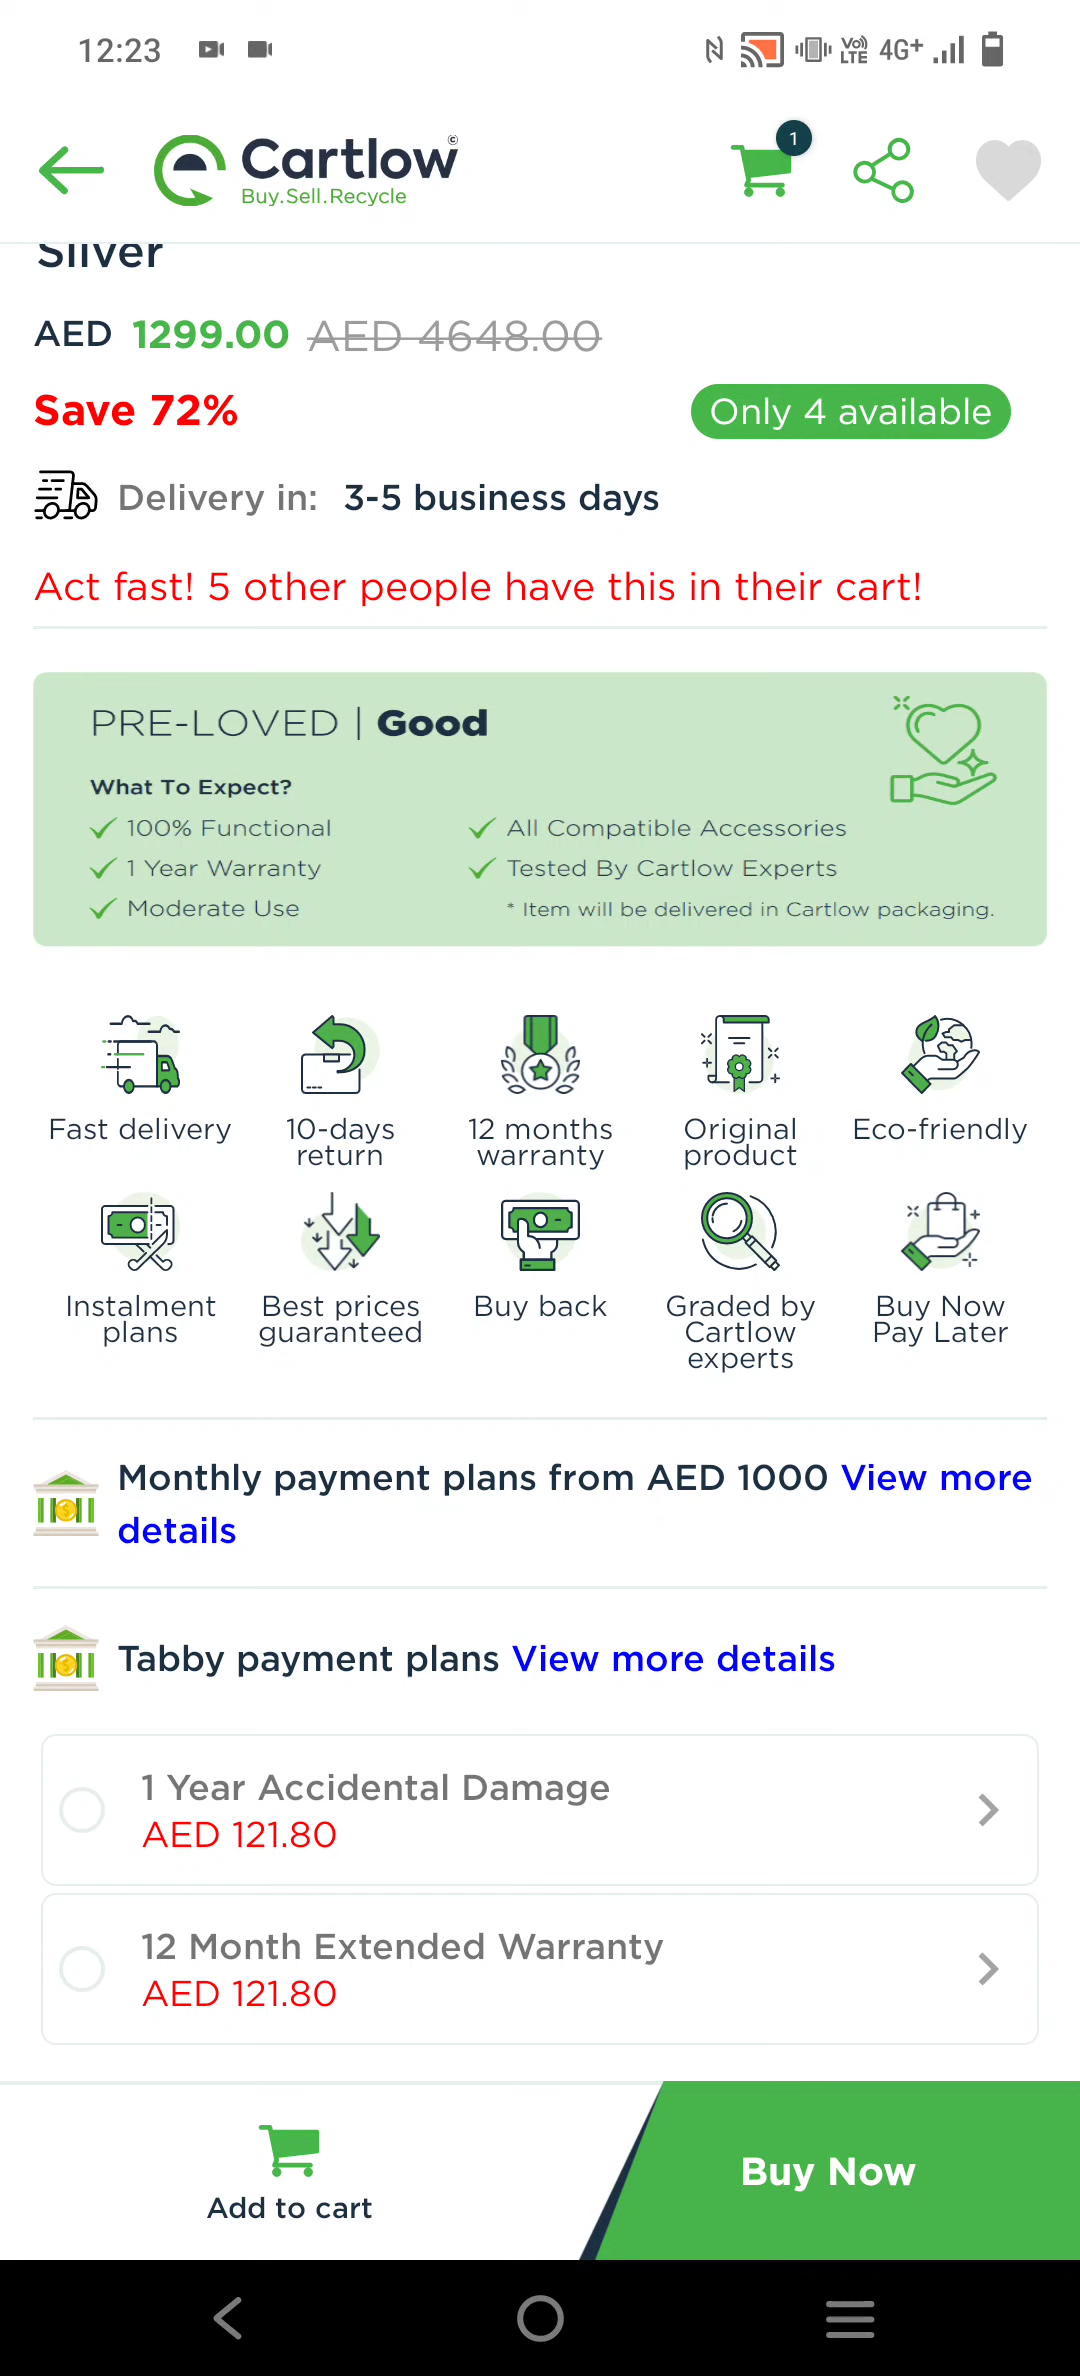 12:23
Vo) LTE 4G+
Cartlow©
Buy.Sell.Recycle
1
Silver
AED 1299.00 AED 4648.00
Save 72%
Only 4 available
Delivery in: 3-5 business days
Act fast! 5 other people have this in their cart!
PRE-LOVED | Good
What To Expect?
100% Functional
All Compatible Accessories
1 Year Warranty
Tested By Cartlow Experts
Moderate Use
* Item will be delivered in Cartlow packaging.
Fast delivery
10-days
return
12 months
warranty
Original
product
Eco-friendly
Instalment
plans
Best prices
guaranteed
Buy back
Graded by
Cartlow
experts
Buy Now
Pay Later
Monthly payment plans from AED 1000 View more
details
Tabby payment plans View more details
1 Year Accidental Damage
AED 121.80
12 Month Extended Warranty
AED 121.80
Add to cart
Buy Now